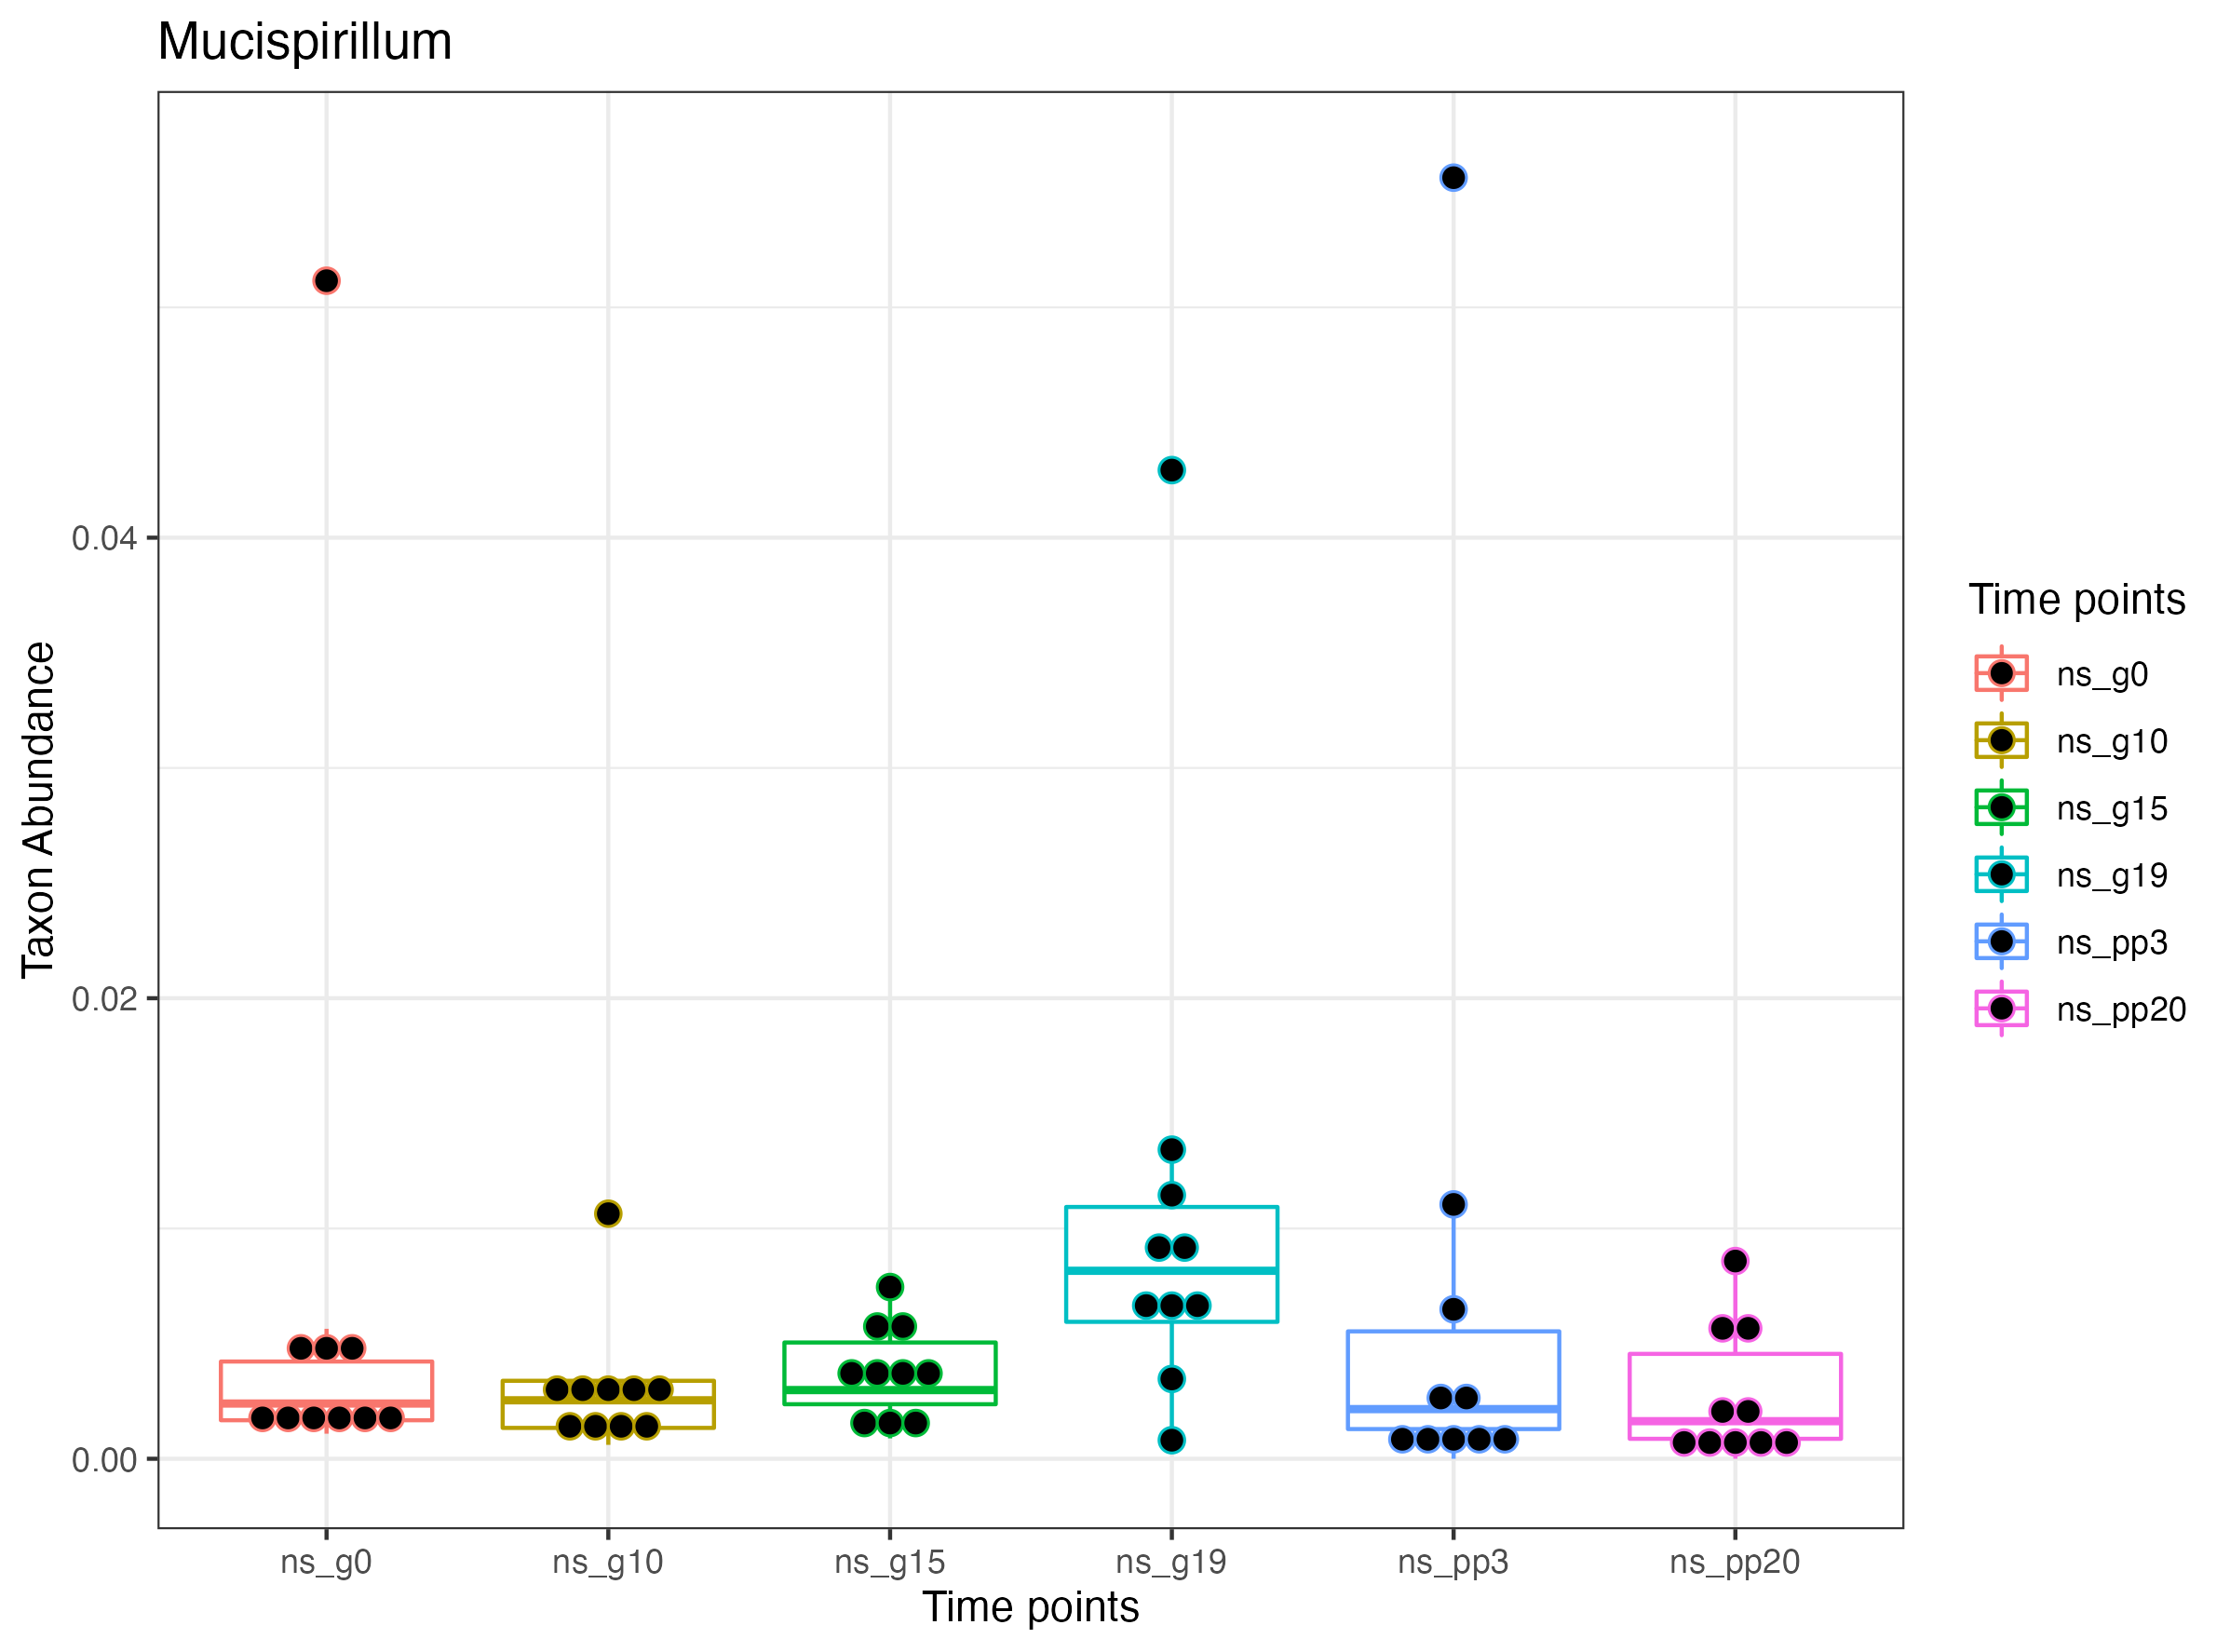 Mucispirillum
Taxon Abundance
0.04
0.02
0.00
ns_g0
ns_g10
ns_g15
ns_g19
ns_pp3
ns_pp20
Time points
Time points
ns_g0
ns_g10
ns_g15
ns_g19
ns_pp3
ns_pp20